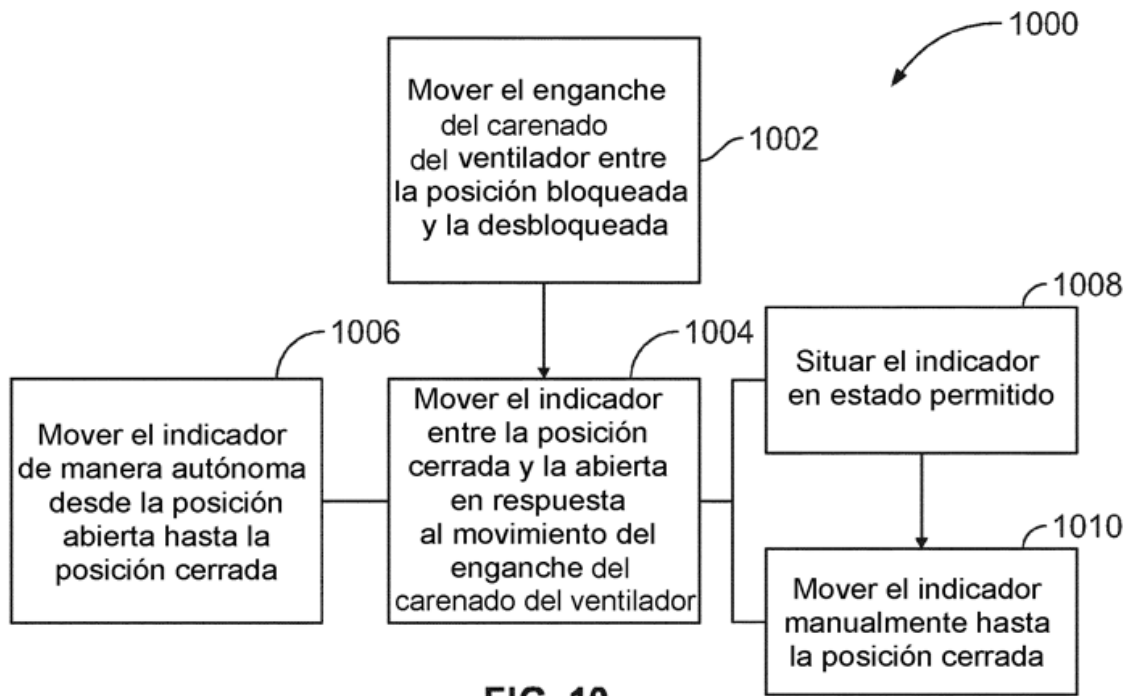 1000
Mover el enganche
del carenado
del ventilador entre
la posición bloqueada
y la desbloqueada
1002
1006
Mover el indicador
de manera autónoma
desde la posición
abierta hasta la
posición cerrada
1004
Mover el indicador
entre la posición
cerrada y la abierta
en respuesta
al movimiento del
enganche del
carenado del ventilador
1008
Situar el indicador
en estado permitido
1010
Mover el indicador
manualmente hasta
la posición cerrada
FIG. 10